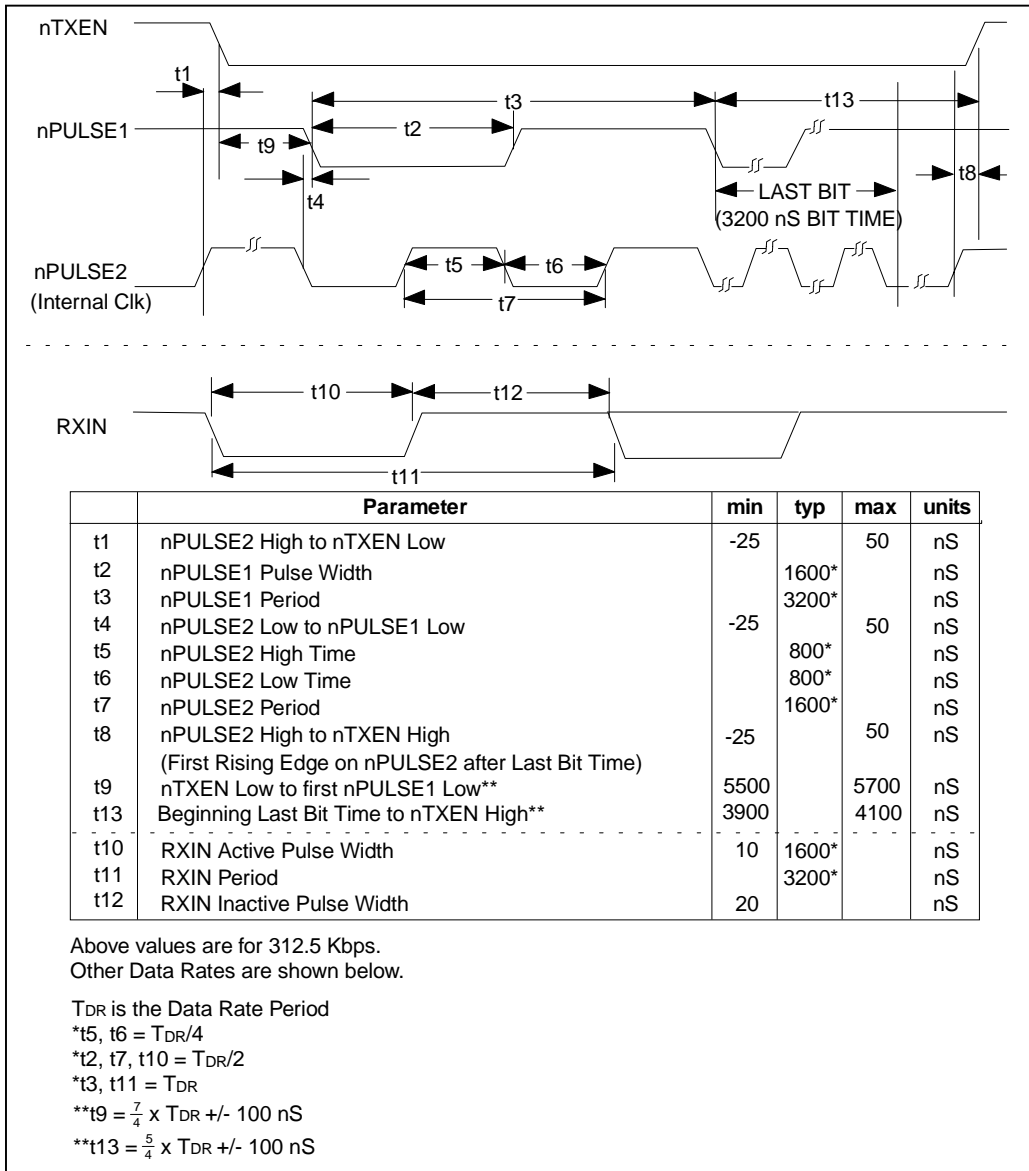 nTXEN
t1
t3
t13
nPULSE1
t2
t9
t8
t4
LAST BIT
(3200 nS BIT TIME)
nPULSE2
(Internal Clk)
t5
t6
t7
t10
t12
RXIN
t11
Parameter min typ max units
t1 nPULSE2 High to nTXEN Low -25 50 nS
t2 nPULSE1 Pulse Width 1600* nS
t3 nPULSE1 Period 3200* nS
t4 nPULSE2 Low to nPULSE1 Low -25 50 nS
t5 nPULSE2 High Time 800* nS
t6 nPULSE2 Low Time 800* nS
t7 nPULSE2 Period 1600* nS
t8 nPULSE2 High to nTXEN High -25 50 nS
(First Rising Edge on nPULSE2 after Last Bit Time)
t9 nTXEN Low to first nPULSE1 Low** 5500 5700 nS
t13 Beginning Last Bit Time to nTXEN High** 3900 4100 nS
t10 RXIN Active Pulse Width 10 1600* nS
t11 RXIN Period 3200* nS
t12 RXIN Inactive Pulse Width 20 nS
Above values are for 312.5 Kbps.
Other Data Rates are shown below.
TDR is the Data Rate Period
*t5, t6 = TDR/4
*t2, t7, t10 = TDR/2
*t3, t11 = TDR
**t9 = 7/4 x TDR +/- 100 nS
**t13 = 5/4 x TDR +/- 100 nS